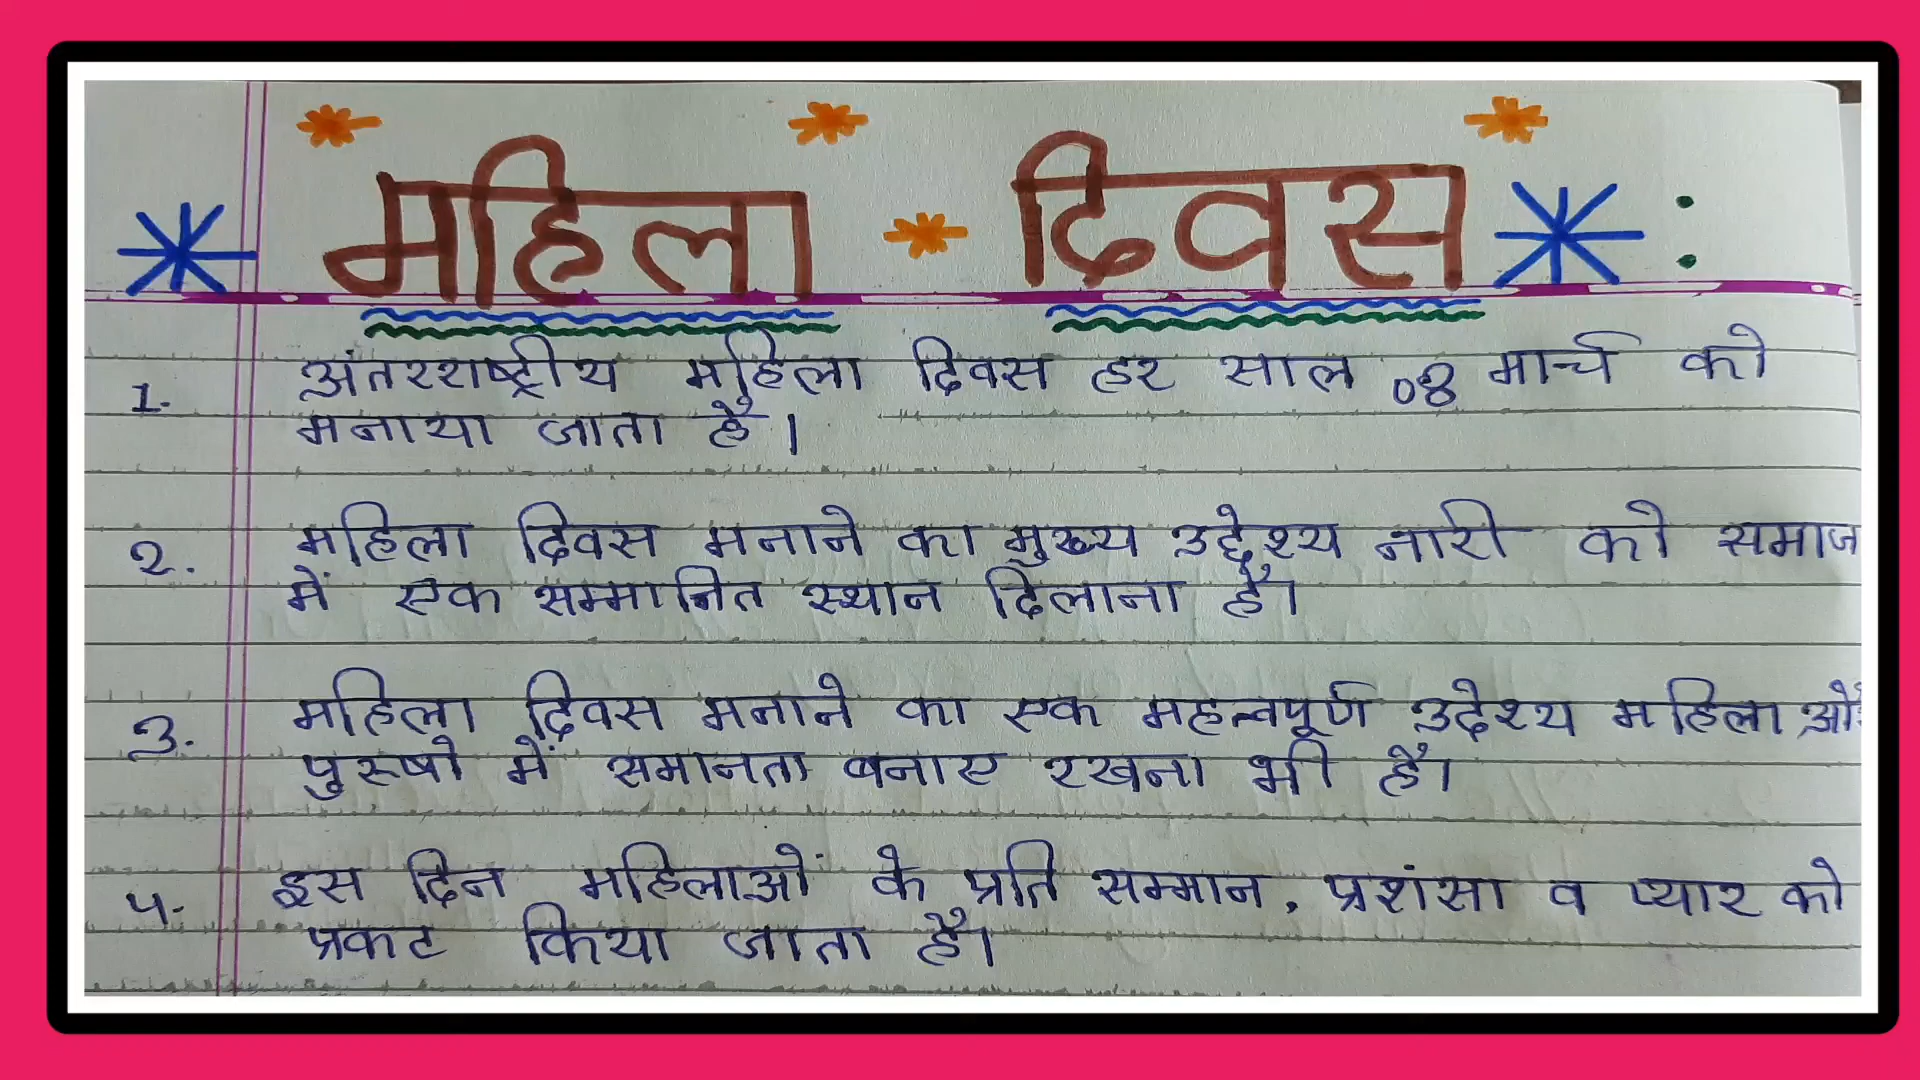 महिला दिवस :
1. अंतरराष्ट्रीय महिला दिवस हर साल 08 मार्च को
मनाया जाता है।
2. महिला दिवस मनाने का मुख्य उद्देश्य नारी को समाज
में एक सम्मानित स्थान दिलाना है।
3. महिला दिवस मनाने का एक महत्वपूर्ण उदेश्य महिला ओ
पुरूषो में समानता बनाए रखना भी है।
4. इस दिन महिलाओं के प्रति सम्मान, प्रशंसा व प्यार को
प्रकट किया जाता है।